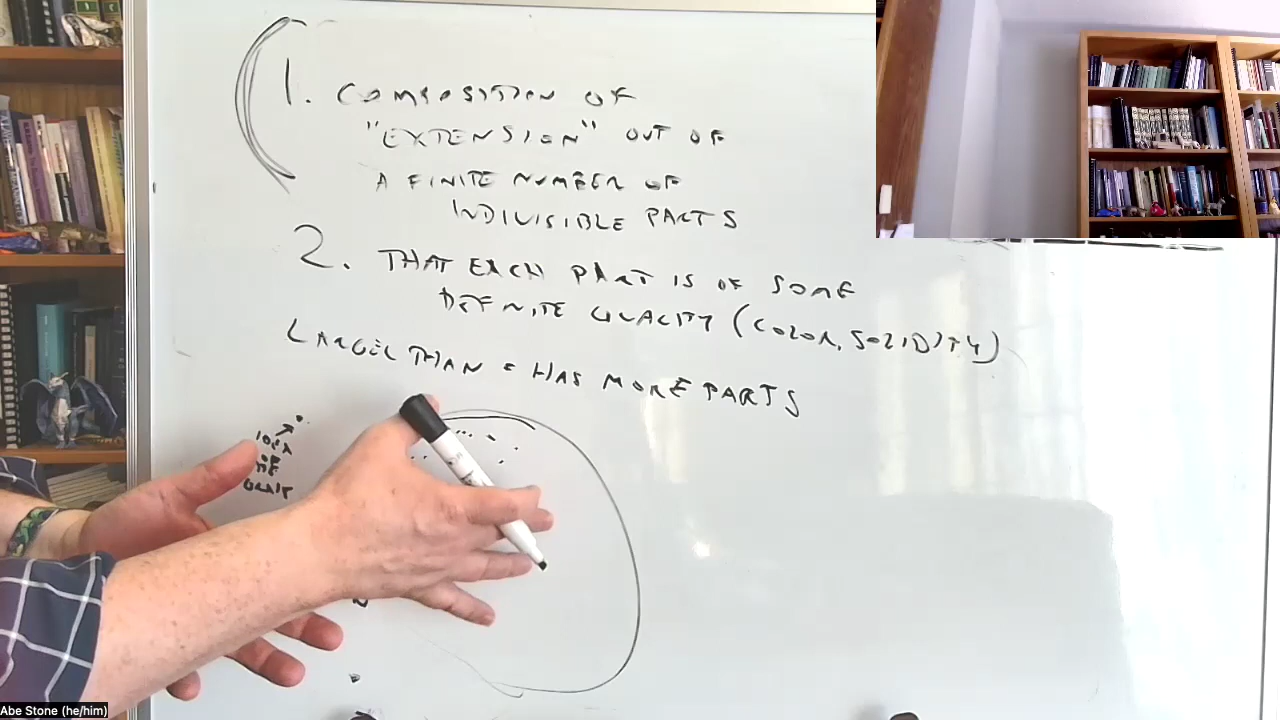 1. COMPOSITION OF
"EXTENSION" OUT OF
A FINITE NUMBER OF
INDIVISIBLE PARTS
2. THAT EACH PART IS OF SOME
DEFINITE QUALITY (COLOR, SOLIDITY)
LARGER THAN = HAS MORE PARTS
IDEA
OF
Abe Stone (he/him)